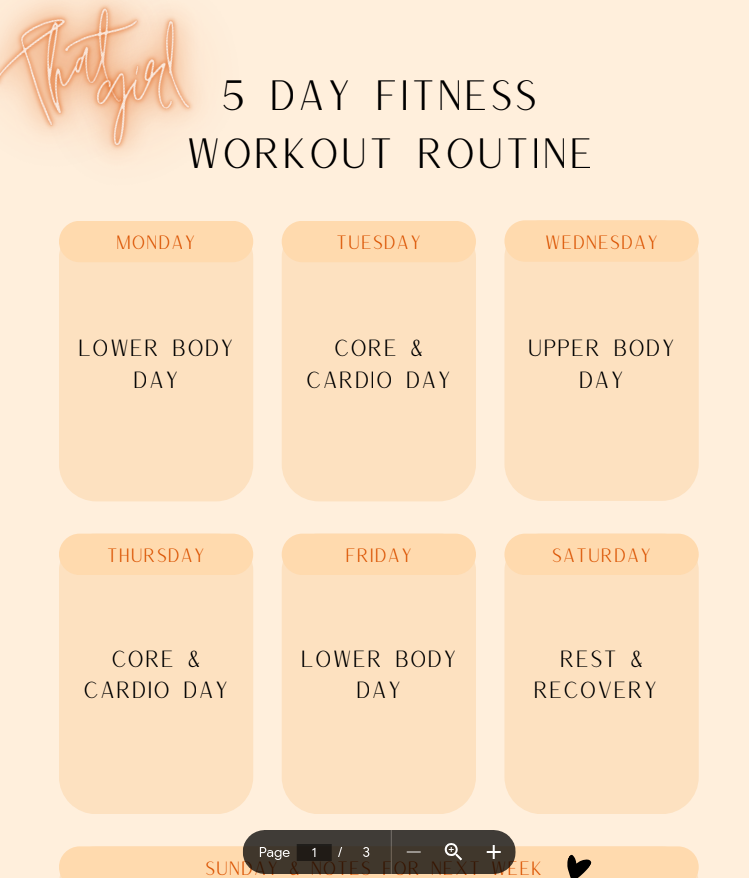 That
girl
5 DAY FITNESS
WORKOUT ROUTINE
MONDAY
LOWER BODY
DAY
TUESDAY
CORE &
CARDIO DAY
WEDNESDAY
UPPER BODY
DAY
THURSDAY
CORE &
CARDIO DAY
FRIDAY
LOWER BODY
DAY
SATURDAY
REST &
RECOVERY
SUNDAY & NOTES FOR NEXT WEEK
Page 1 / 3